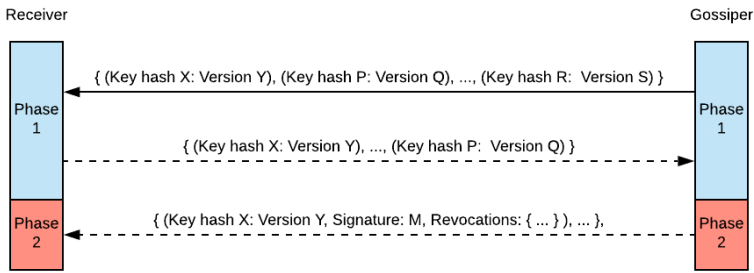 Receiver
Gossiper
{ (Key hash X: Version Y), (Key hash P: Version Q), ..., (Key hash R:  Version S) }
Phase
1
Phase
1
{ (Key hash X: Version Y), ..., (Key hash P:  Version Q) }
{ (Key hash X: Version Y, Signature: M, Revocations: { ... } ), ... },
Phase
2
Phase
2